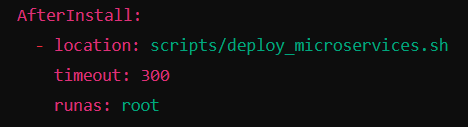 AfterInstall:
  - location: scripts/deploy_microservices.sh
    timeout: 300
    runas: root